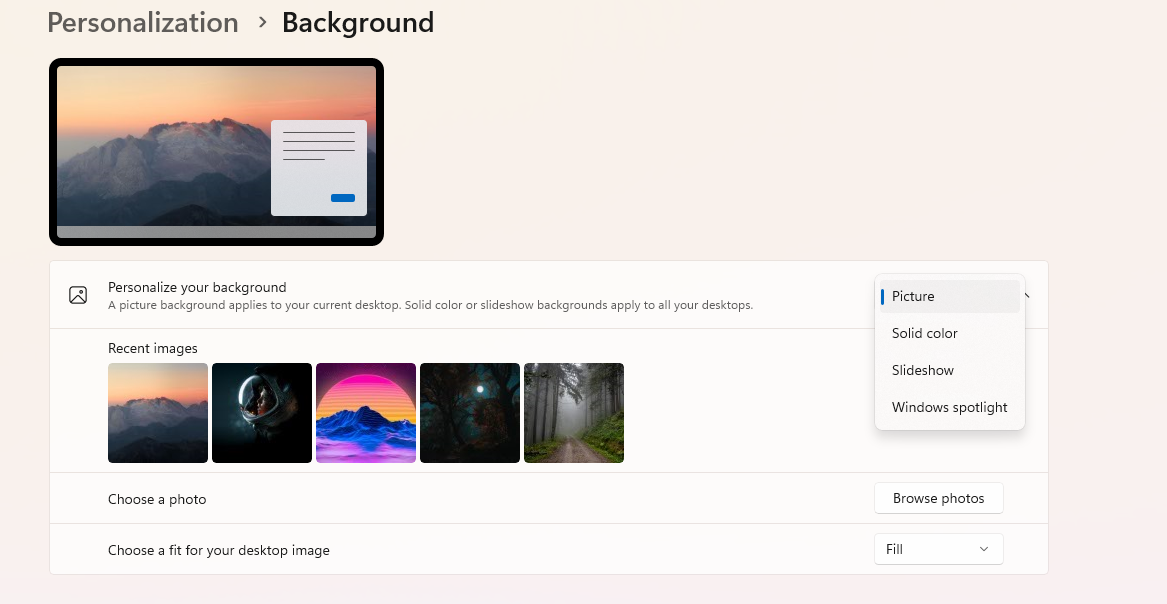 Personalization > Background
Personalize your background
A picture background applies to your current desktop. Solid color or slideshow backgrounds apply to all your desktops.
Picture
Solid color
Slideshow
Windows spotlight
Recent images
Choose a photo
Browse photos
Choose a fit for your desktop image
Fill